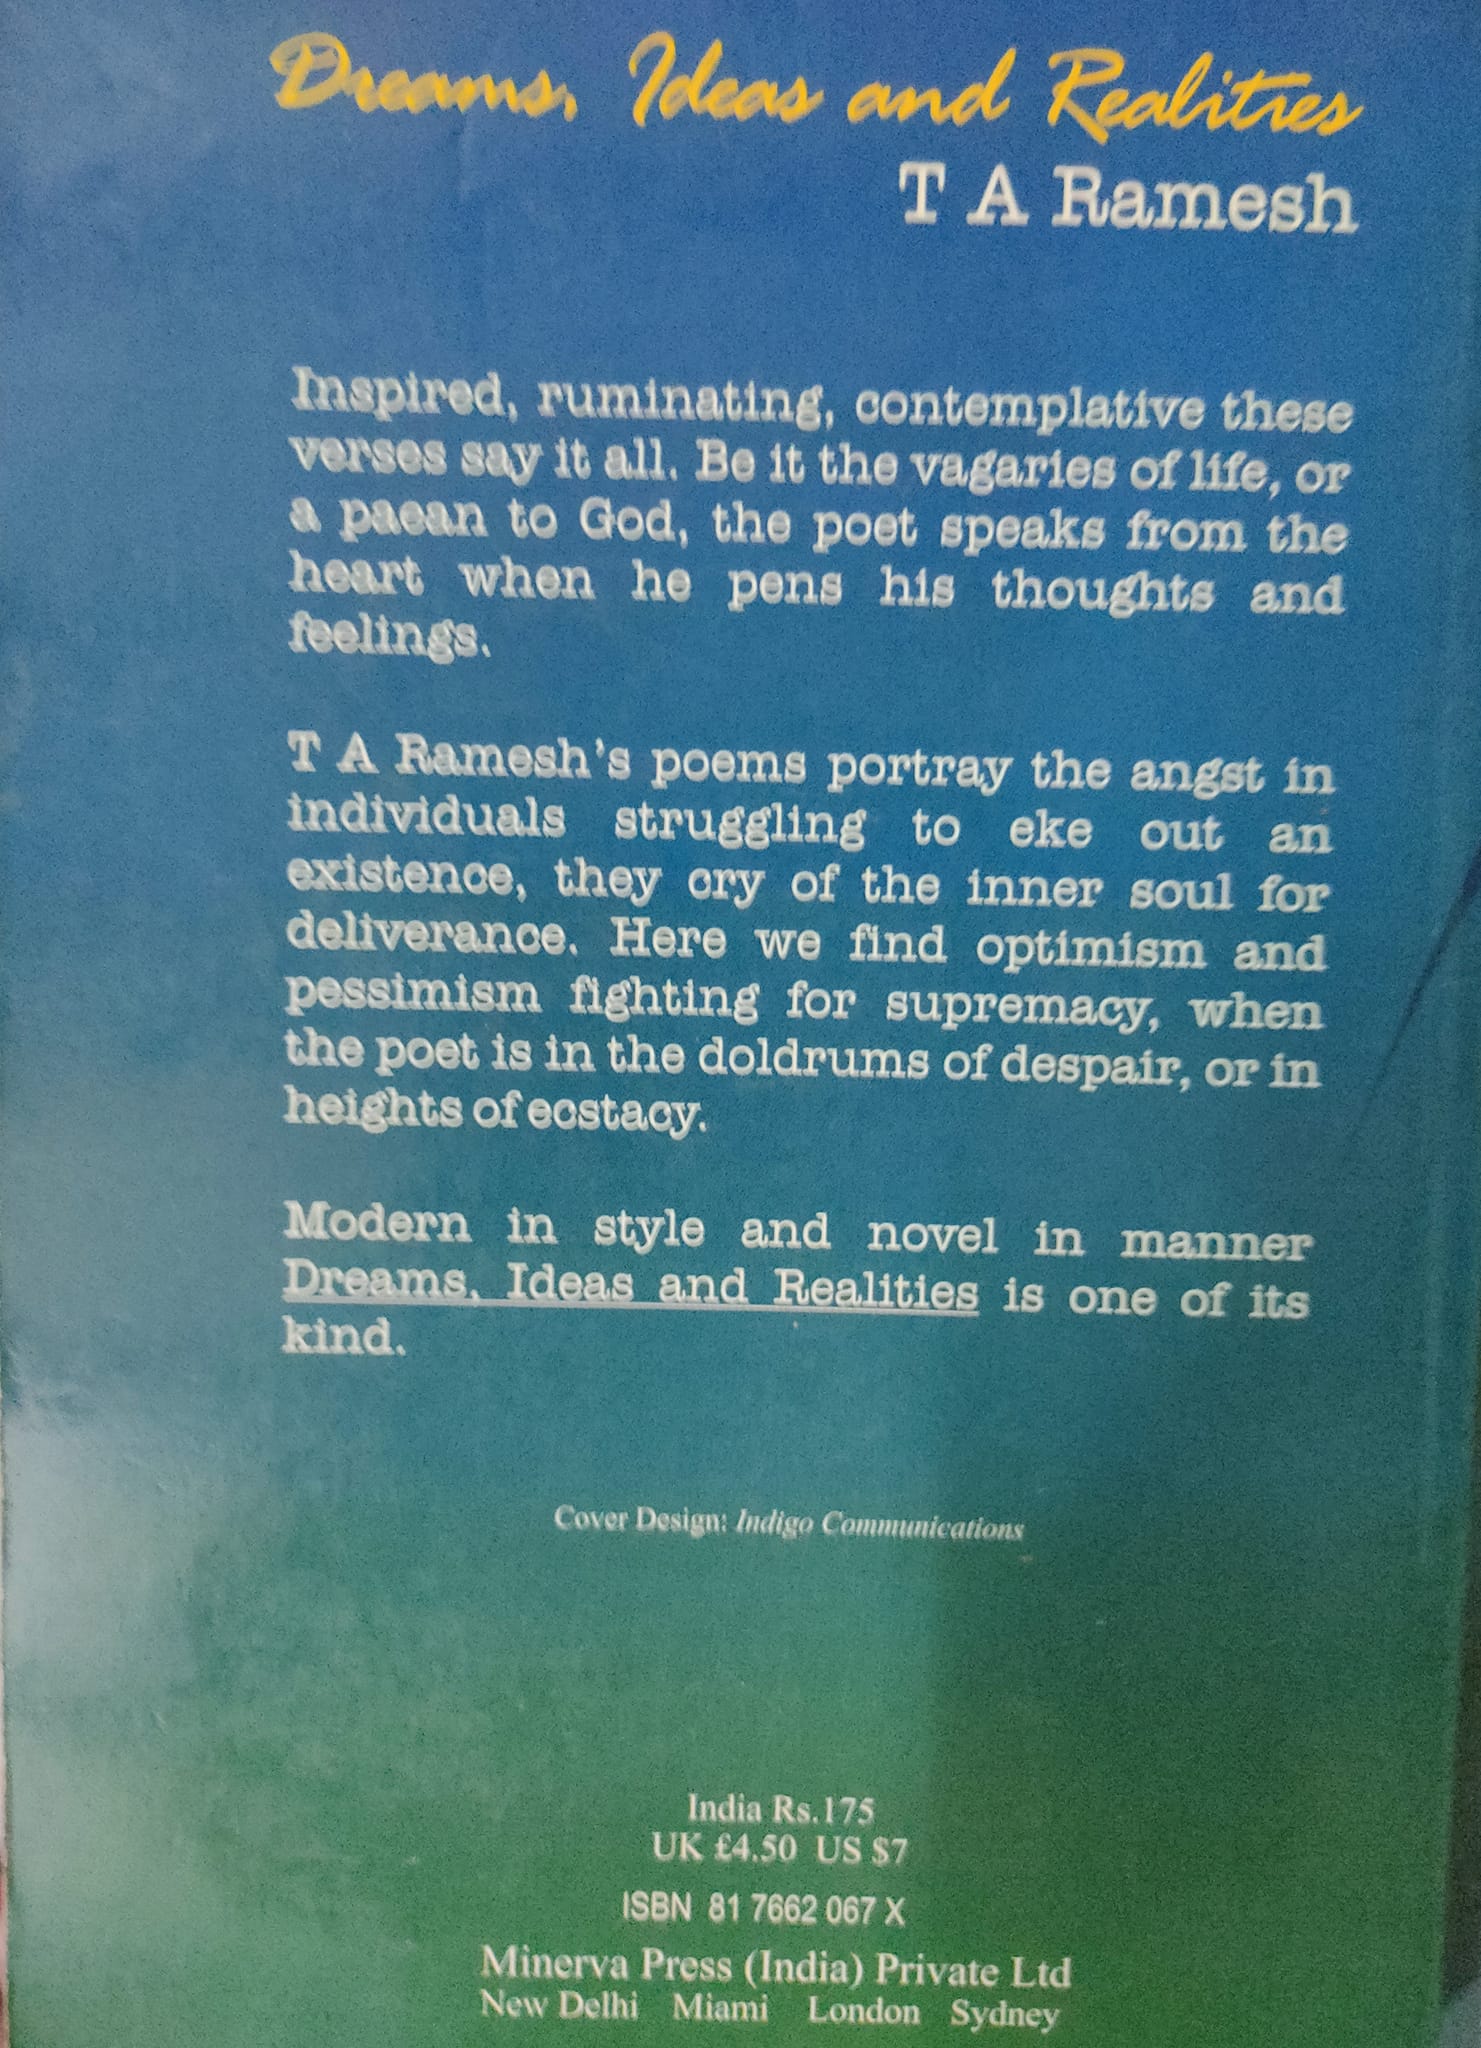 Dreams, Ideas and Realities
T A Ramesh
Inspired, ruminating, contemplative these
verses say it all. Be it the vagaries of life, or
a paean to God, the poet speaks from the
heart when he pens his thoughts and
feelings.
T A Ramesh's poems portray the angst in
individuals struggling to eke out an
existence, they cry of the inner soul for
deliverance. Here we find optimism and
pessimism fighting for supremacy, when
the poet is in the doldrums of despair, or in
heights of ecstacy.
Modern in style and novel in manner
Dreams, Ideas and Realities is one of its
kind.
Cover Design: Indigo Communications
India Rs.175
UK £4.50 US $7
ISBN 81 7662 067 X
Minerva Press (India) Private Ltd
New Delhi Miami London Sydney